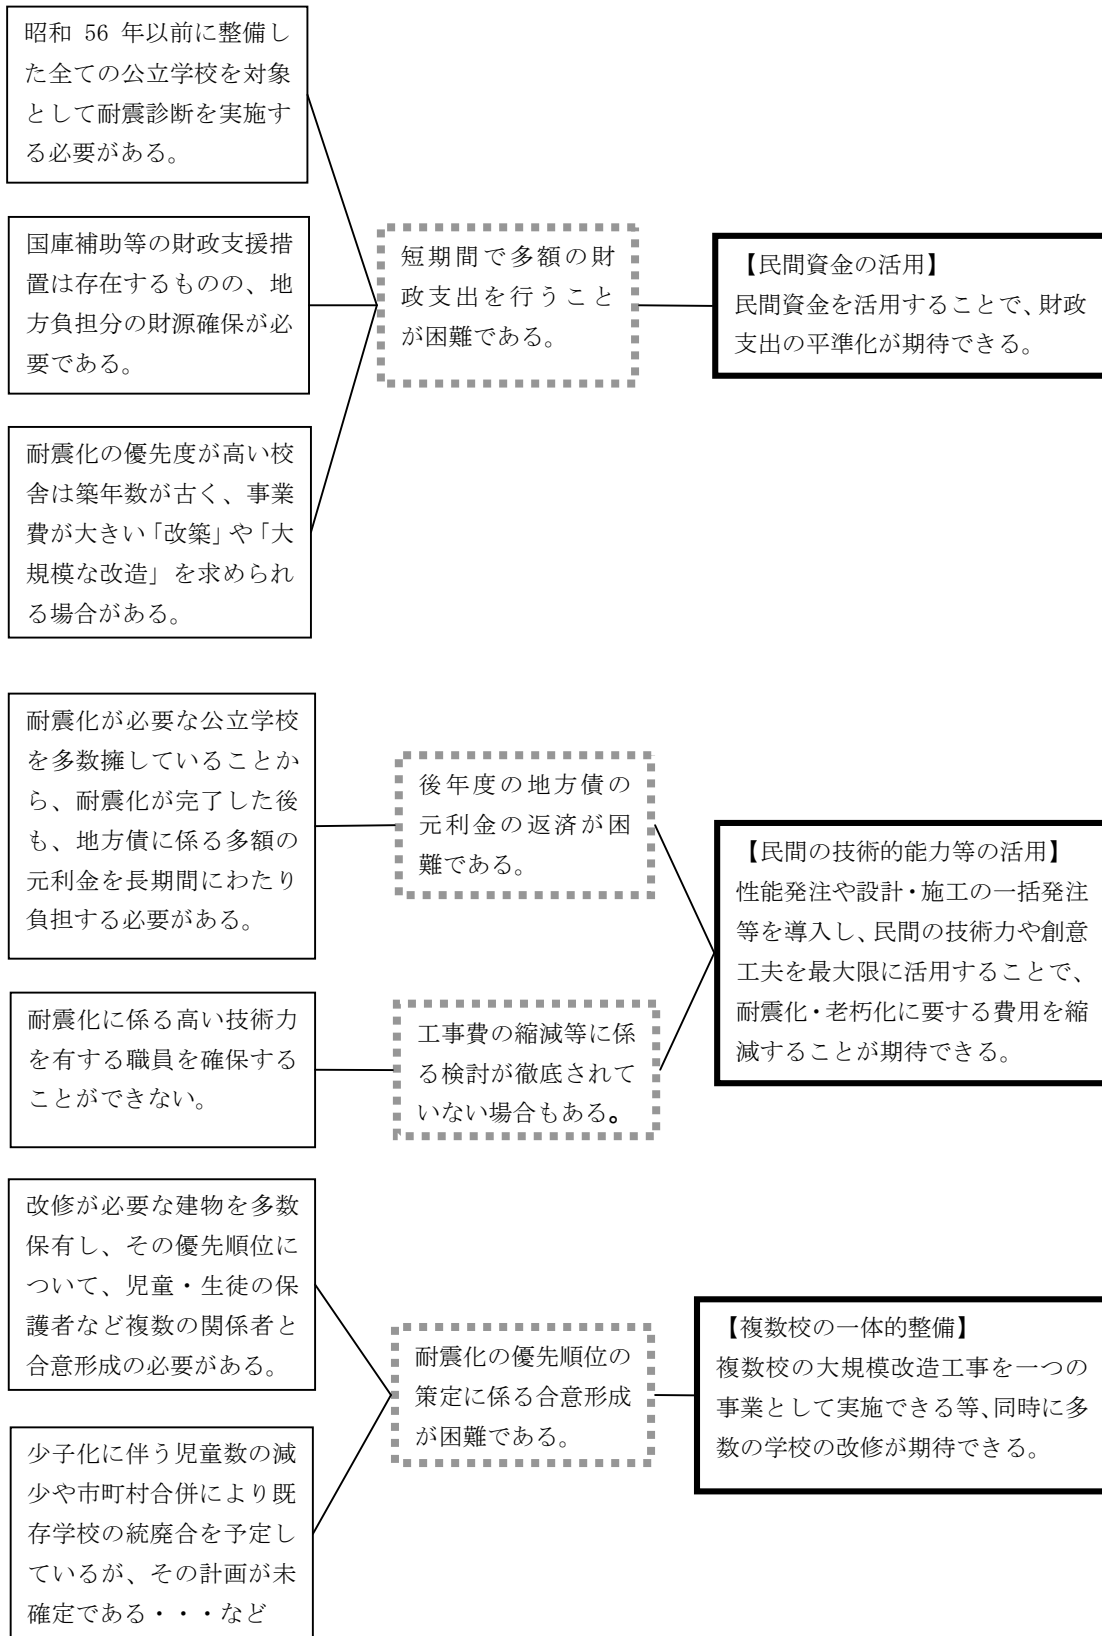 昭和 56 年以前に整備し
た全ての公立学校を対象
として耐震診断を実施す
る必要がある。
国庫補助等の財政支援措
置は存在するものの、地
方負担分の財源確保が必
要である。
耐震化の優先度が高い校
舎は築年数が古く、事業
費が大きい「改築」や「大
規模な改造」を求められ
る場合がある。
短期間で多額の財
政支出を行うこと
が困難である。
【民間資金の活用】
民間資金を活用することで、財政
支出の平準化が期待できる。
耐震化が必要な公立学校
を多数擁していることか
ら、耐震化が完了した後
も、地方債に係る多額の
元利金を長期間にわたり
負担する必要がある。
後年度の地方債の
元利金の返済が困
難である。
耐震化に係る高い技術力
を有する職員を確保する
ことができない。
工事費の縮減等に係
る検討が徹底されて
いない場合もある。
【民間の技術的能力等の活用】
性能発注や設計・施工の一括発注
等を導入し、民間の技術力や創意
工夫を最大限に活用することで、
耐震化・老朽化に要する費用を縮
減することが期待できる。
改修が必要な建物を多数
保有し、その優先順位に
ついて、児童・生徒の保
護者など複数の関係者と
合意形成の必要がある。
少子化に伴う児童数の減
少や市町村合併により既
存学校の統廃合を予定し
ているが、その計画が未
確定である・・・など
耐震化の優先順位の
策定に係る合意形成
が困難である。
【複数校の一体的整備】
複数校の大規模改造工事を一つの
事業として実施できる等、同時に多
数の学校の改修が期待できる。